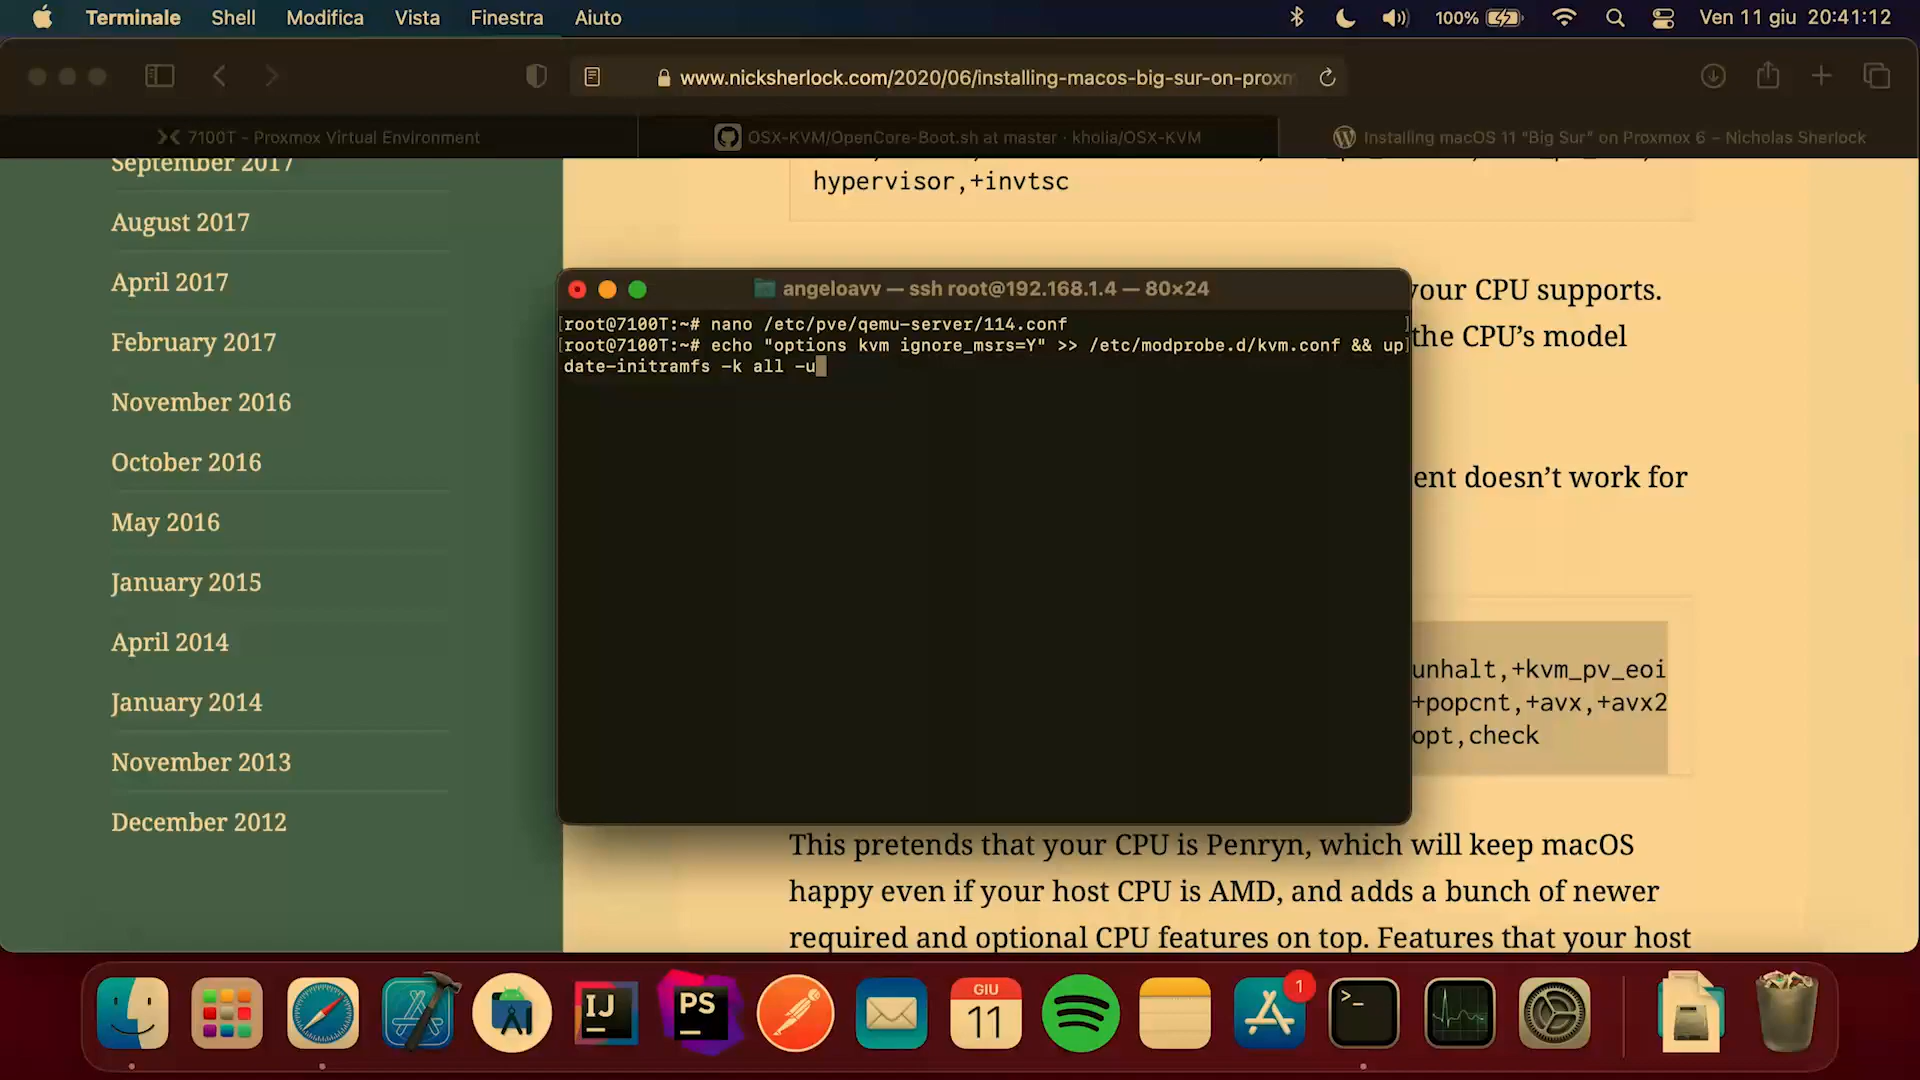 Terminale Shell Modifica Vista Finestra Aiuto 100% Ven 11 giu 20:41:12
www.nicksherlock.com/2020/06/installing-macos-big-sur-on-proxm
7100T - Proxmox Virtual Environment
OSX-KVM/OpenCore-Boot.sh at master · kholia/OSX-KVM
Installing macOS 11 "Big Sur" on Proxmox 6 – Nicholas Sherlock
September 2017
August 2017
April 2017
February 2017
November 2016
October 2016
May 2016
January 2015
April 2014
January 2014
November 2013
December 2012
hypervisor,+invtsc
your CPU supports.
the CPU’s model
angeloavv — ssh root@192.168.1.4 — 80×24
[root@7100T:~# nano /etc/pve/qemu-server/114.conf ]
[root@7100T:~# echo "options kvm ignore_msrs=Y" >> /etc/modprobe.d/kvm.conf && up]
date-initramfs -k all -u
ent doesn’t work for
unhalt,+kvm_pv_eoi
+popcnt,+avx,+avx2
opt,check
This pretends that your CPU is Penryn, which will keep macOS
happy even if your host CPU is AMD, and adds a bunch of newer
required and optional CPU features on top. Features that your host
IJ
PS
GIU
11
1
>_